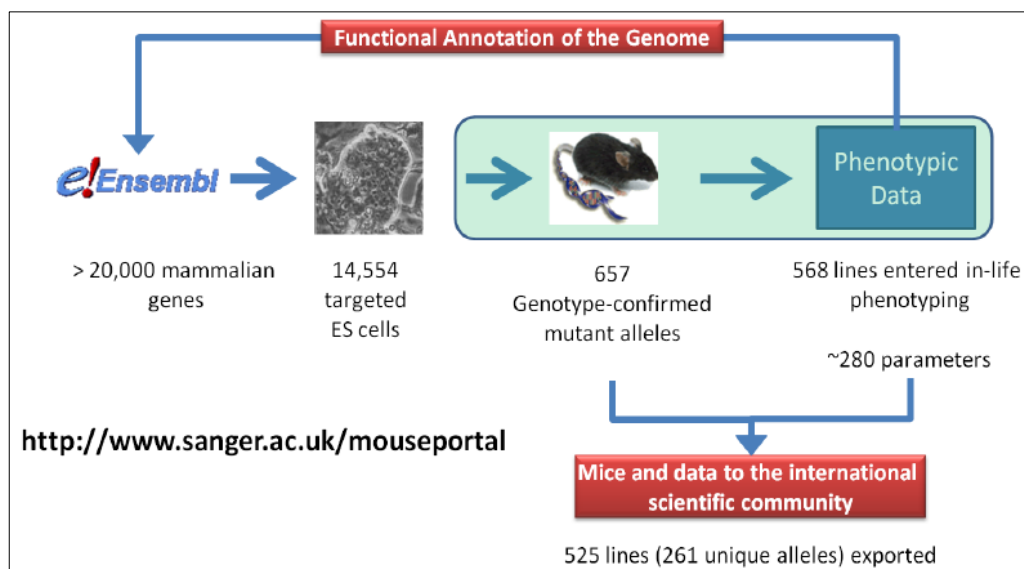 Functional Annotation of the Genome
e!Ensembl
Phenotypic
Data
> 20,000 mammalian
genes
14,554
targeted
ES cells
657
Genotype-confirmed
mutant alleles
568 lines entered in-life
phenotyping
~280 parameters
http://www.sanger.ac.uk/mouseportal
Mice and data to the international
scientific community
525 lines (261 unique alleles) exported